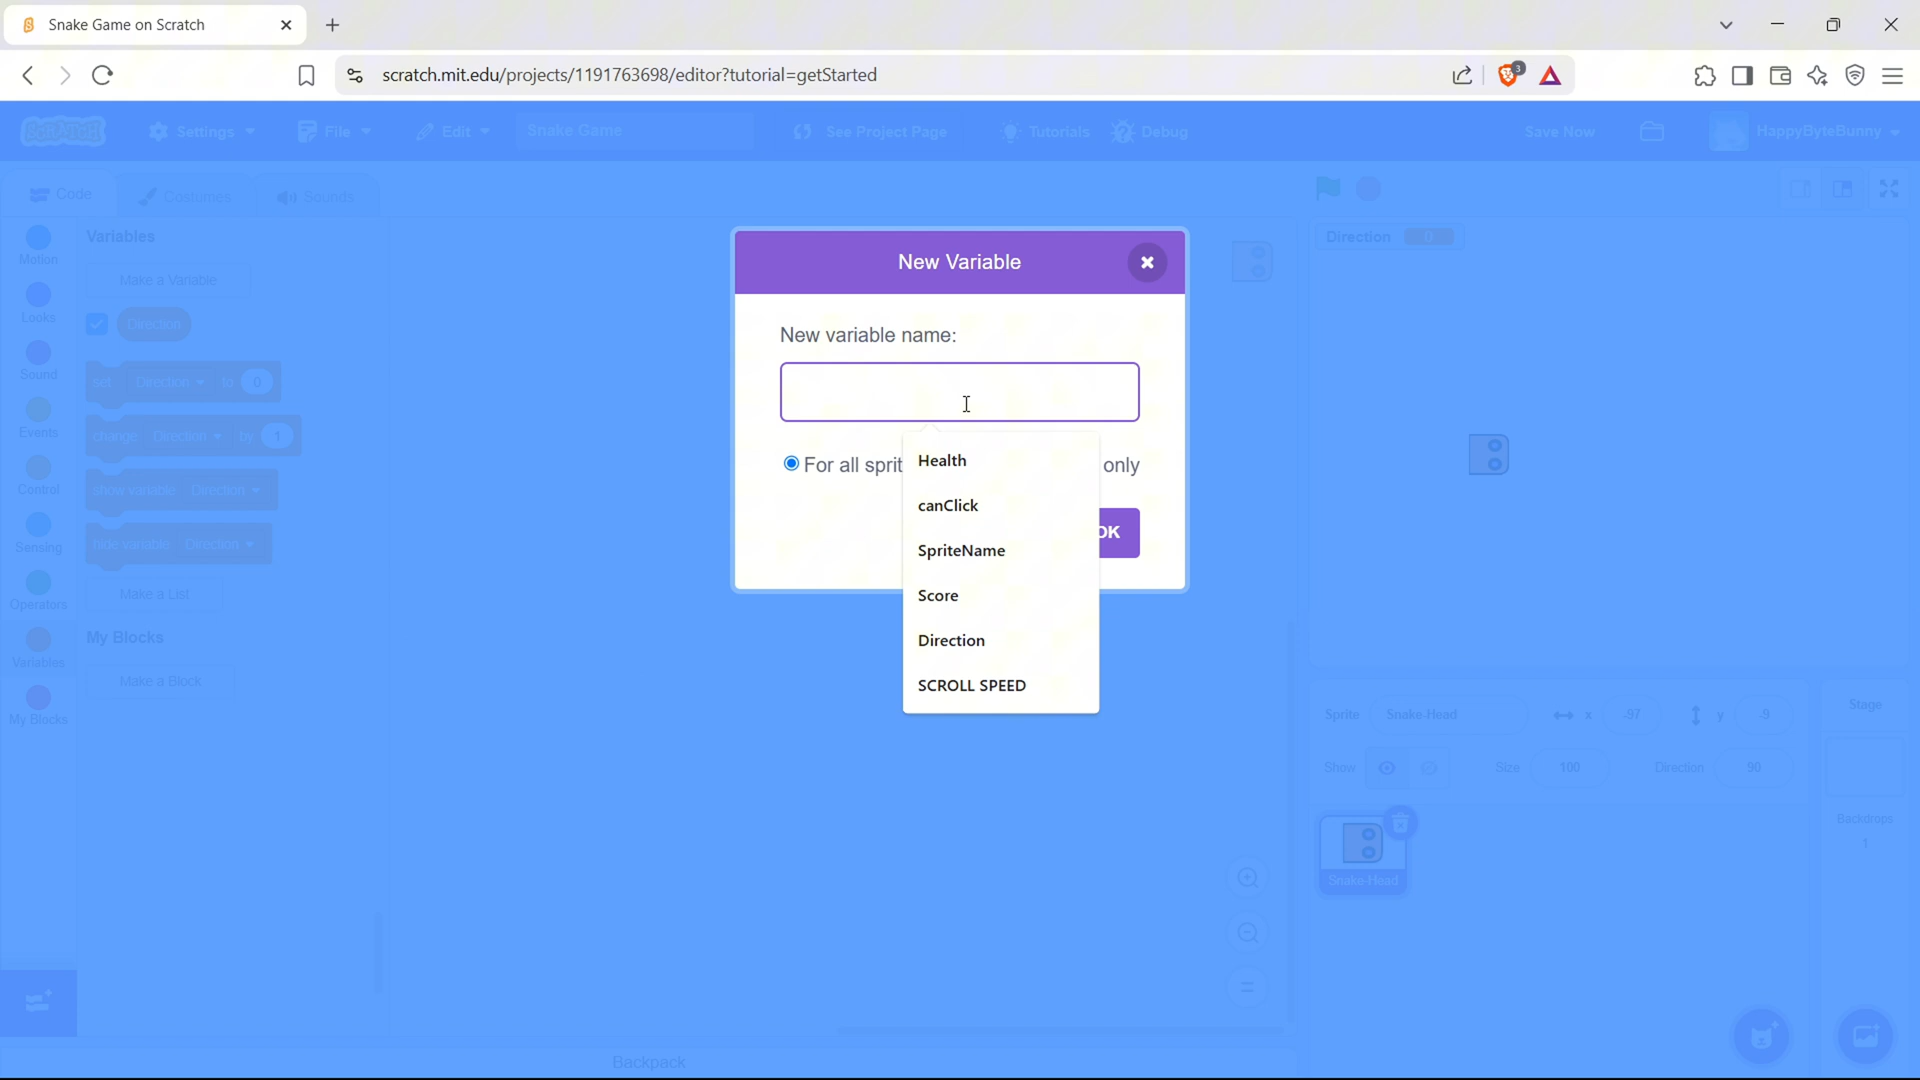 Snake Game on Scratch
scratch.mit.edu/projects/1191763698/editor?tutorial=getStarted
3
SCRATCH
Settings
File
Edit
Snake Game
See Project Page
Tutorials
Debug
Save Now
HappyByteBunny
Code
Costumes
Sounds
Motion
Looks
Sound
Events
Control
Sensing
Operators
Variables
My Blocks
Variables
Make a Variable
Direction
set Direction to 0
change Direction by 1
show variable Direction
hide variable Direction
Make a List
My Blocks
Make a Block
New Variable
New variable name:
For all sprit
only
OK
Health
canClick
SpriteName
Score
Direction
SCROLL SPEED
Direction 0
Sprite Snake-Head x -97 y -9
Show Size 100 Direction 90
Snake-Head
Stage
Backdrops
1
Backpack